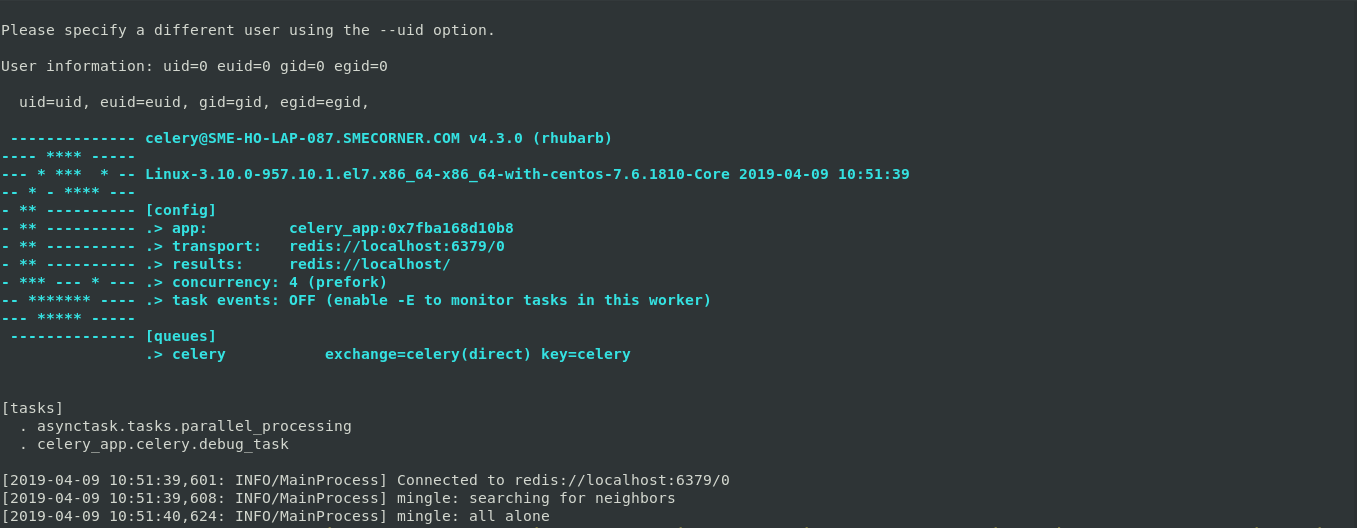 Please specify a different user using the --uid option.
User information: uid=0 euid=0 gid=0 egid=0
  uid=uid, euid=euid, gid=gid, egid=egid,
 -------------- celery@SME-HO-LAP-087.SMECORNER.COM v4.3.0 (rhubarb)
---- **** -----
--- * ***  * -- Linux-3.10.0-957.10.1.el7.x86_64-x86_64-with-centos-7.6.1810-Core 2019-04-09 10:51:39
-- * - **** ---
- ** ---------- [config]
- ** ---------- .> app:         celery_app:0x7fba168d10b8
- ** ---------- .> transport:   redis://localhost:6379/0
- ** ---------- .> results:     redis://localhost/
- *** --- * --- .> concurrency: 4 (prefork)
-- ******* ---- .> task events: OFF (enable -E to monitor tasks in this worker)
--- ***** -----
 -------------- [queues]
                .> celery           exchange=celery(direct) key=celery
[tasks]
  . asynctask.tasks.parallel_processing
  . celery_app.celery.debug_task
[2019-04-09 10:51:39,601: INFO/MainProcess] Connected to redis://localhost:6379/0
[2019-04-09 10:51:39,608: INFO/MainProcess] mingle: searching for neighbors
[2019-04-09 10:51:40,624: INFO/MainProcess] mingle: all alone